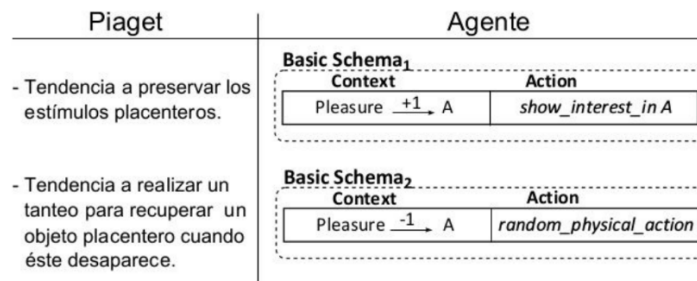 Piaget
Agente
- Tendencia a preservar los
estímulos placenteros.
Basic Schema1
Context
Action
Pleasure +1 A
show_interest_in A
- Tendencia a realizar un
tanteo para recuperar un
objeto placentero cuando
éste desaparece.
Basic Schema2
Context
Action
Pleasure -1 A
random_physical_action